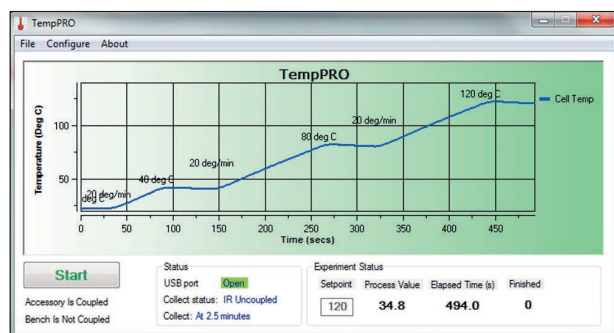 TempPRO
File Configure About
TempPRO
120 deg C
Cell Temp
20 deg/min
80 deg C
20 deg/min
40 deg C
20 deg/min
deg C
Temperature (Deg C)
100
50
0 50 100 150 200 250 300 350 400 450
Time (secs)
Start
Accessory Is Coupled
Bench Is Not Coupled
Status
USB port Open
Collect status: IR Uncoupled
Collect: At 2.5 minutes
Experiment Status
Setpoint Process Value Elapsed Time (s) Finished
120 34.8 494.0 0